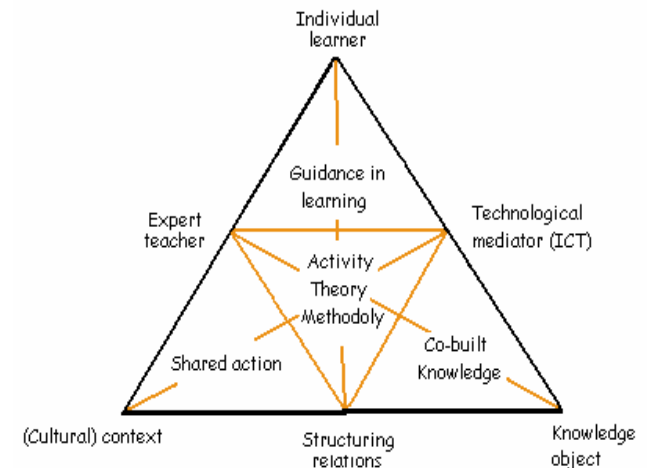 Individual
learner
Guidance in
learning
Expert
teacher
Technological
mediator (ICT)
Activity
Theory
Methodoly
Shared action
Co-built
Knowledge
(Cultural) context
Structuring
relations
Knowledge
object